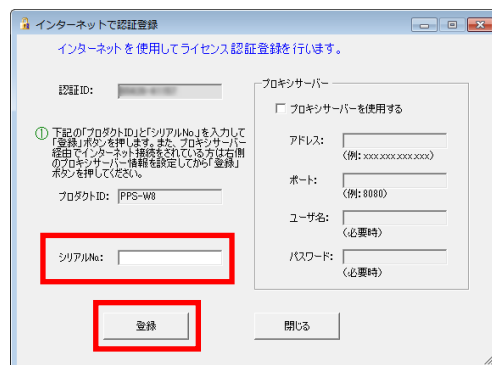 インターネットで認証登録
インターネットを使用してライセンス認証登録を行います。
認証ID:
① 下記の「プロダクトID」と「シリアルNo.」を入力して
「登録」ボタンを押します。また、プロキシサーバー
経由でインターネット接続をされている方は右側
のプロキシサーバー情報を設定してから「登録」
ボタンを押してください。
プロダクトID: PPS-W8
シリアルNo.:
登録
プロキシサーバー
プロキシサーバーを使用する
アドレス:
(例:xxx.xxx.xxx.xxx)
ポート:
(例:8080)
ユーザ名:
(必要時)
パスワード:
(必要時)
閉じる